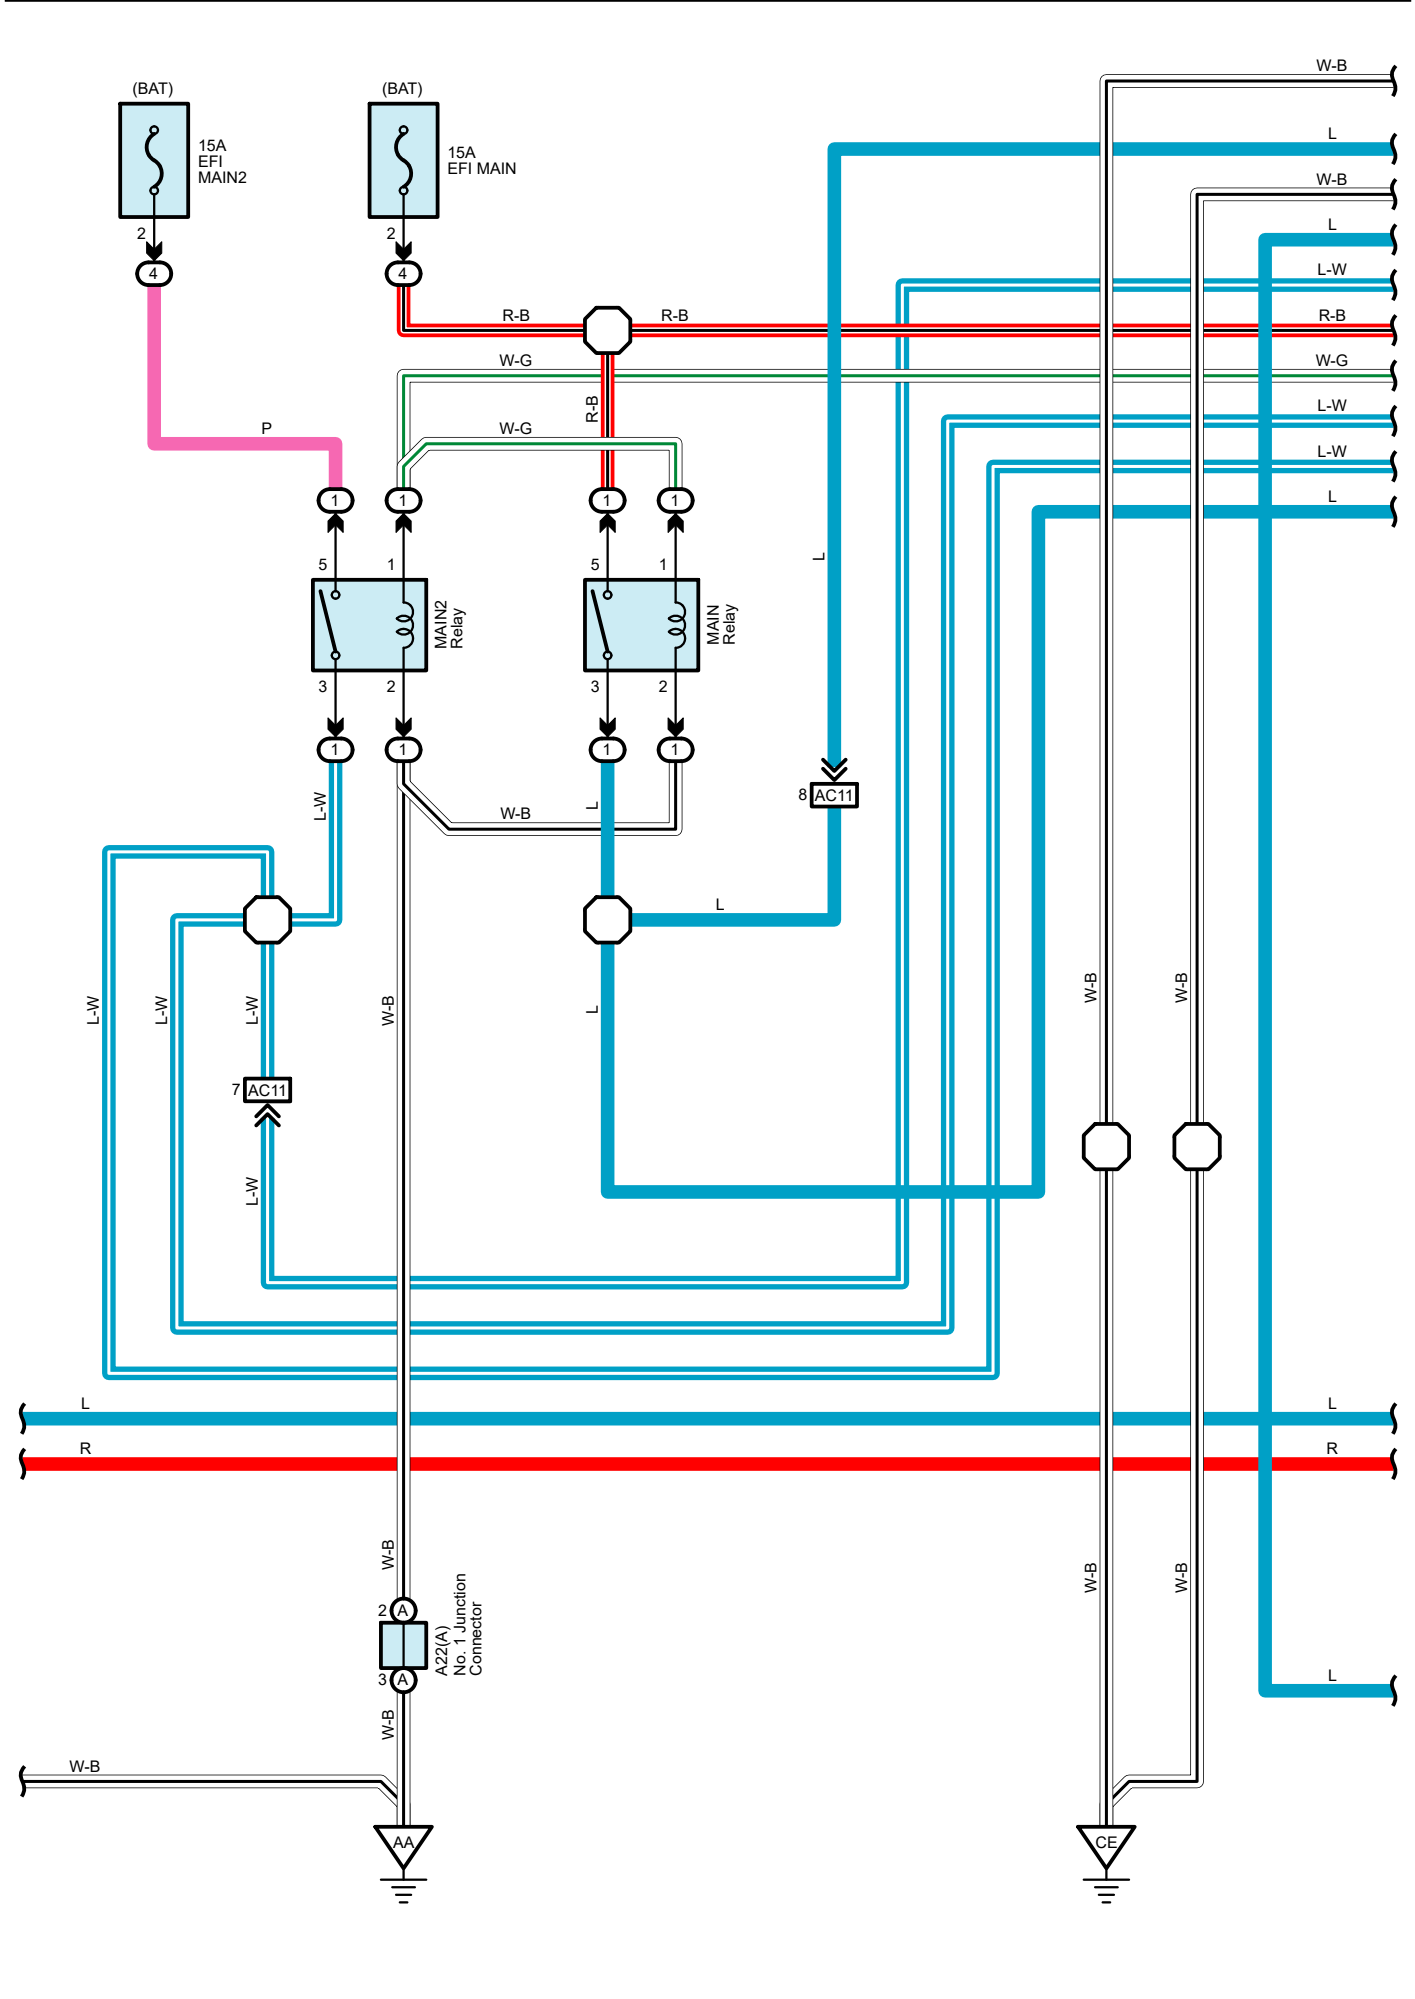 W-B
(BAT)
(BAT)
L
15A
EFI
MAIN2
15A
EFI MAIN
W-B
2
2
L
4
4
L-W
R-B
R-B
R-B
W-G
W-G
R-B
L-W
P
W-G
L-W
1
1
1
1
L
L
5
1
5
1
MAIN2
Relay
MAIN
Relay
3
2
3
2
1
1
1
1
8
AC11
L-W
L
W-B
L
L-W
L-W
L-W
W-B
L
W-B
W-B
7
AC11
L-W
L
L
R
R
W-B
W-B
W-B
2
A
A22(A)
No. 1 Junction
Connector
3
A
L
W-B
W-B
AA
CE